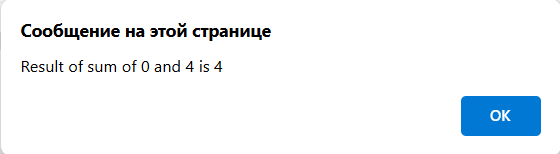 Сообщение на этой странице
Result of sum of 0 and 4 is 4
OK